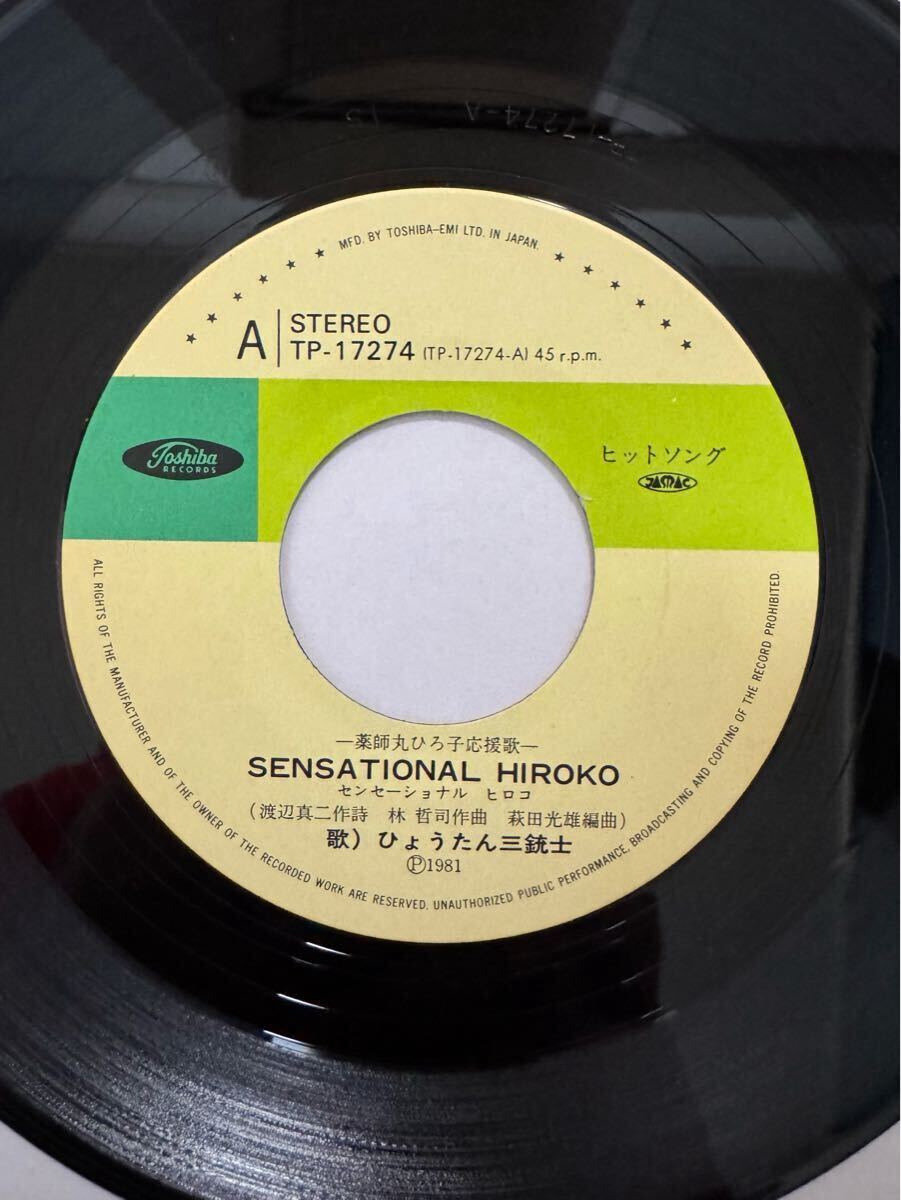 MFD. BY TOSHIBA-EMI LTD. IN JAPAN.
A
STEREO
TP-17274 (TP-17274-A) 45 r.p.m.
Toshiba
RECORDS
ヒットソング
JASRAC
―薬師丸ひろ子応援歌―
SENSATIONAL HIROKO
センセーショナル ヒロコ
(渡辺真二作詩 林 哲司作曲 萩田光雄編曲)
歌)ひょうたん三銃士
Ⓟ1981
ALL RIGHTS OF THE MANUFACTURER AND OF THE OWNER OF THE RECORDED WORK ARE RESERVED. UNAUTHORIZED PUBLIC PERFORMANCE, BROADCASTING AND COPYING OF THE RECORD PROHIBITED.